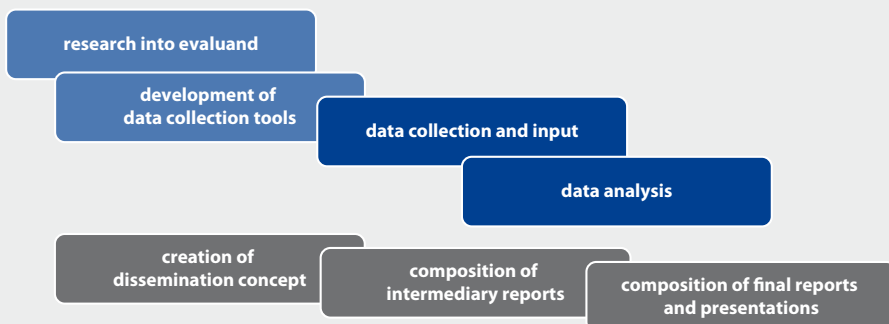 research into evaluand
development of
data collection tools
data collection and input
data analysis
creation of
dissemination concept
composition of
intermediary reports
composition of final reports
and presentations